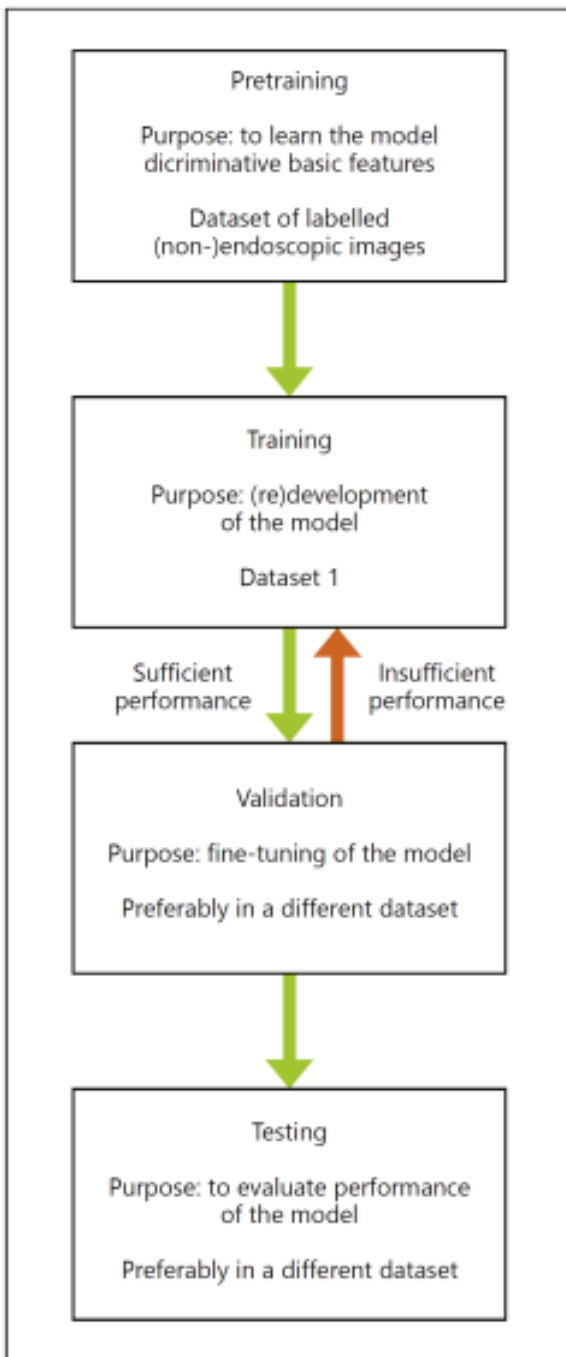 Pretraining
Purpose: to learn the model
dicriminative basic features
Dataset of labelled
(non-)endoscopic images
Training
Purpose: (re)development
of the model
Dataset 1
Sufficient
performance
Insufficient
performance
Validation
Purpose: fine-tuning of the model
Preferably in a different dataset
Testing
Purpose: to evaluate performance
of the model
Preferably in a different dataset